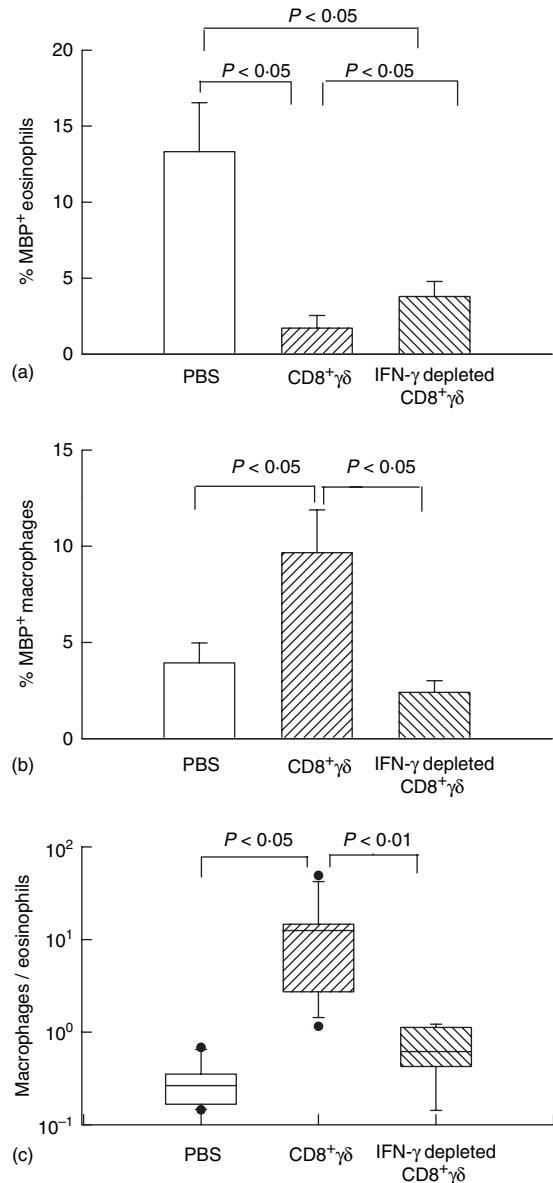 P < 0·05
P < 0·05
P < 0·05
20
15
10
5
0
% MBP⁺ eosinophils
(a)
PBS
CD8⁺γδ
IFN-γ depleted
CD8⁺γδ
P < 0·05
P < 0·05
15
10
5
0
% MBP⁺ macrophages
(b)
PBS
CD8⁺γδ
IFN-γ depleted
CD8⁺γδ
P < 0·05
P < 0·01
10²
10¹
10⁰
10⁻¹
Macrophages / eosinophils
(c)
PBS
CD8⁺γδ
IFN-γ depleted
CD8⁺γδ